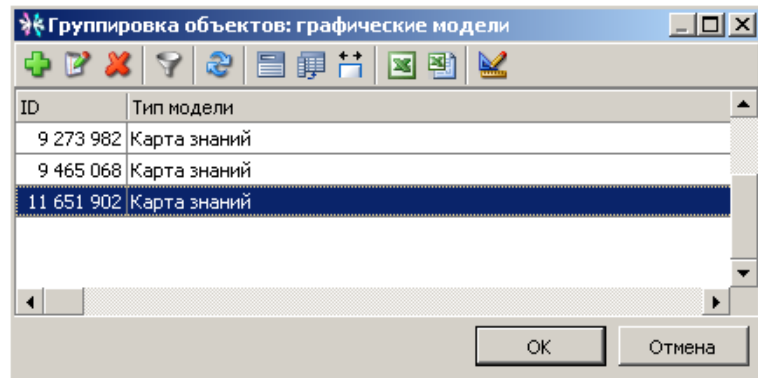 Группировка объектов: графические модели
ID Тип модели
9 273 982 Карта знаний
9 465 068 Карта знаний
11 651 902 Карта знаний
OK Отмена